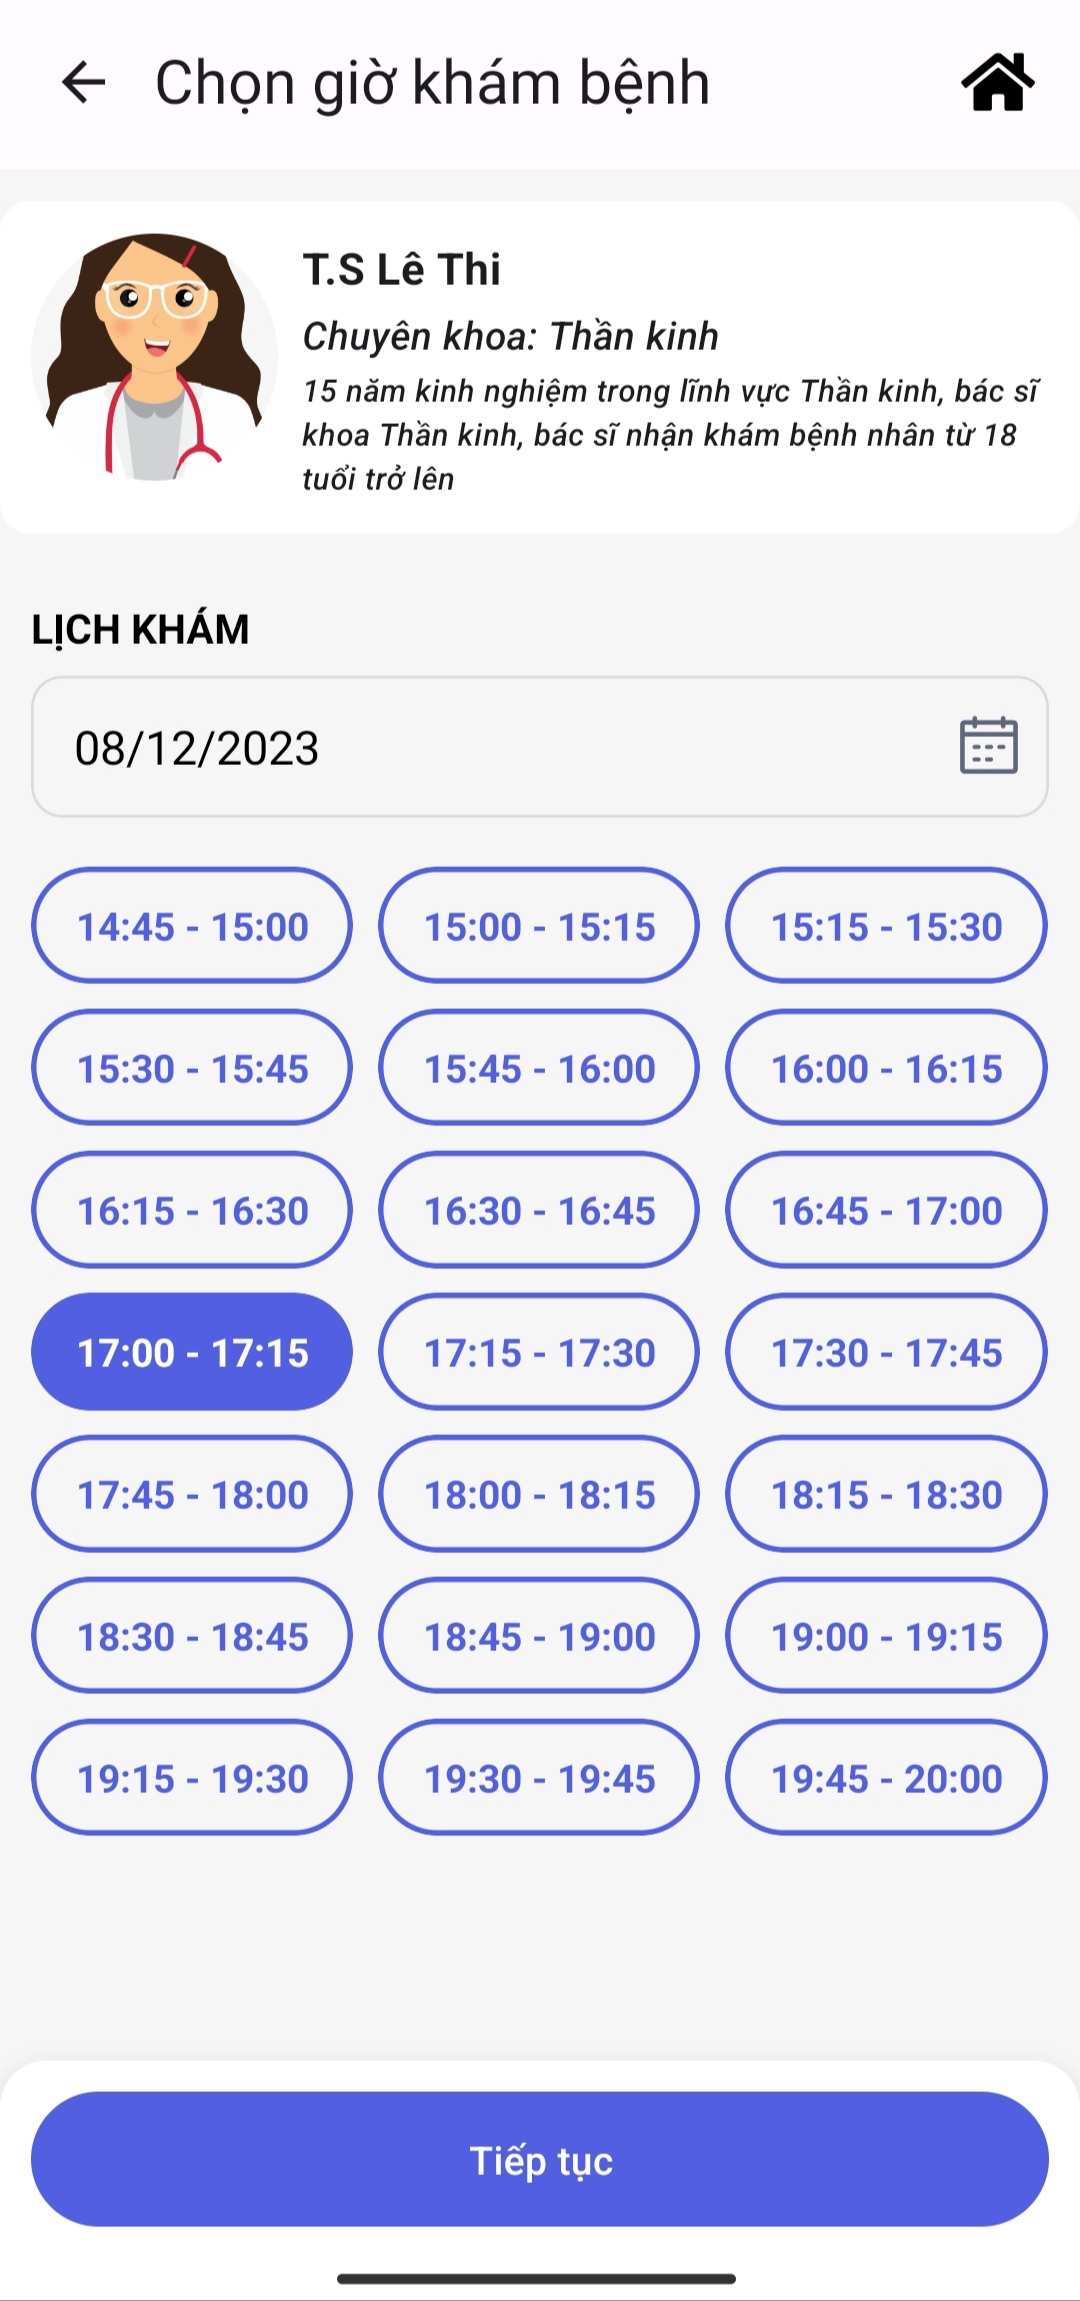 Chọn giờ khám bệnh
T.S Lê Thi
Chuyên khoa: Thần kinh
15 năm kinh nghiệm trong lĩnh vực Thần kinh, bác sĩ
khoa Thần kinh, bác sĩ nhận khám bệnh nhân từ 18
tuổi trở lên
LỊCH KHÁM
08/12/2023
14:45 - 15:00
15:00 - 15:15
15:15 - 15:30
15:30 - 15:45
15:45 - 16:00
16:00 - 16:15
16:15 - 16:30
16:30 - 16:45
16:45 - 17:00
17:00 - 17:15
17:15 - 17:30
17:30 - 17:45
17:45 - 18:00
18:00 - 18:15
18:15 - 18:30
18:30 - 18:45
18:45 - 19:00
19:00 - 19:15
19:15 - 19:30
19:30 - 19:45
19:45 - 20:00
Tiếp tục